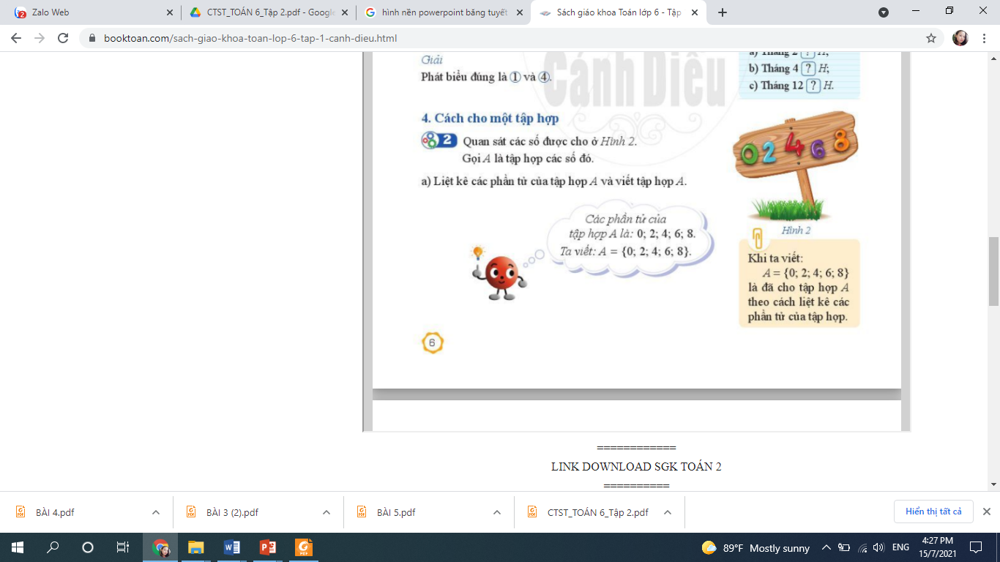 Zalo Web
CTST_TOÁN 6_Tập 2.pdf - Google
hình nền powerpoint băng tuyết
Sách giáo khoa Toán lớp 6 - Tập
booktoan.com/sach-giao-khoa-toan-lop-6-tap-1-canh-dieu.html
Giải
Phát biểu đúng là ① và ④.
Cánh Diều
a) Tháng 2 ? H;
b) Tháng 4 ? H;
c) Tháng 12 ? H.
4. Cách cho một tập hợp
2 Quan sát các số được cho ở Hình 2.
Gọi A là tập hợp các số đó.
a) Liệt kê các phần tử của tập hợp A và viết tập hợp A.
0 2 4 6 8
Hình 2
Các phần tử của
tập hợp A là: 0; 2; 4; 6; 8.
Ta viết: A = {0; 2; 4; 6; 8}.
Khi ta viết:
A = {0; 2; 4; 6; 8}
là đã cho tập hợp A
theo cách liệt kê các
phần tử của tập hợp.
6
============
LINK DOWNLOAD SGK TOÁN 2
==========
BÀI 4.pdf
BÀI 3 (2).pdf
BÀI 5.pdf
CTST_TOÁN 6_Tập 2.pdf
Hiển thị tất cả
89°F Mostly sunny
ENG
4:27 PM
15/7/2021